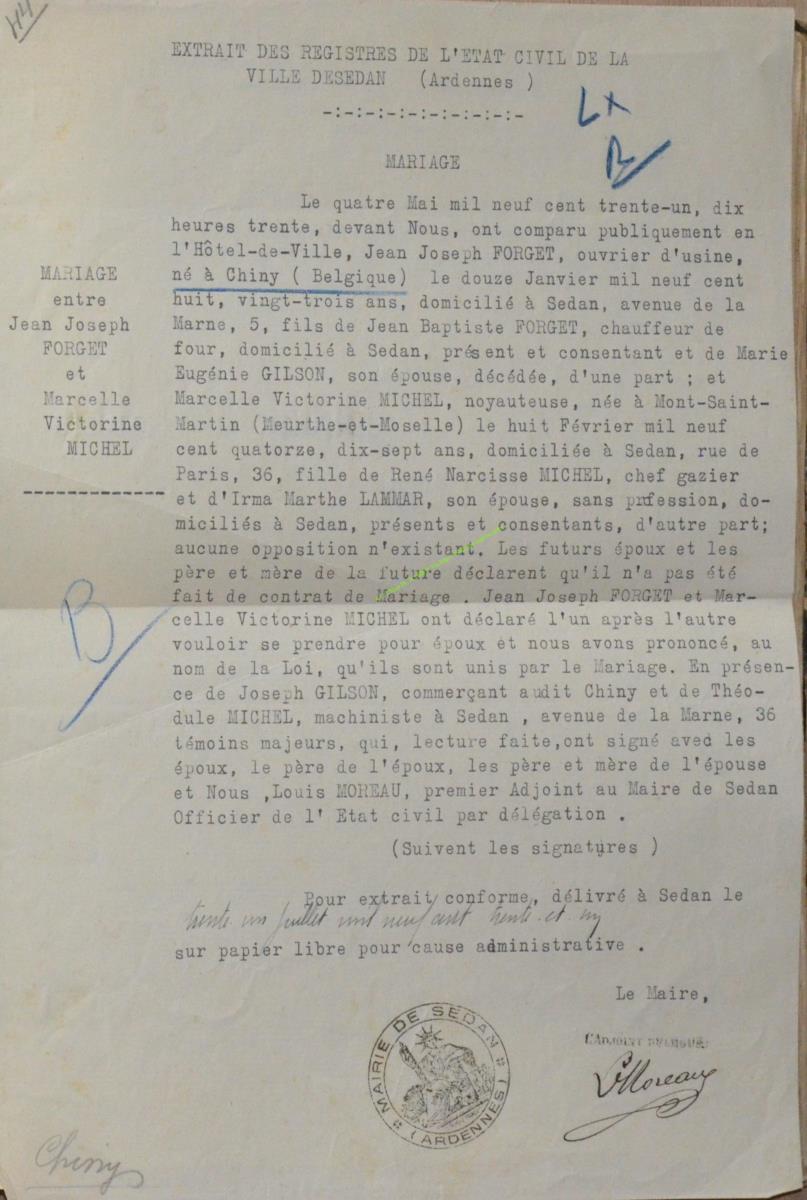 44
EXTRAIT DES REGISTRES DE L'ETAT CIVIL DE LA
VILLE DESEDAN (Ardennes )
-:-:-:-:-:-:-:-:-:-
MARIAGE
Le quatre Mai mil neuf cent trente-un, dix
heures trente, devant Nous, ont comparu publiquement en
l'Hôtel-de-Ville, Jean Joseph FORGET, ouvrier d'usine,
né à Chiny ( Belgique) le douze Janvier mil neuf cent
huit, vingt-trois ans, domicilié à Sedan, avenue de la
Marne, 5, fils de Jean Baptiste FORGET, chauffeur de
four, domicilié à Sedan, présent et consentant et de Marie
Eugénie GILSON, son épouse, décédée, d'une part ; et
Marcelle Victorine MICHEL, noyauteuse, née à Mont-Saint-
Martin (Meurthe-et-Moselle) le huit Février mil neuf
cent quatorze, dix-sept ans, domiciliée à Sedan, rue de
Paris, 36, fille de René Narcisse MICHEL, chef gazier
et d'Irma Marthe LAMMAR, son épouse, sans prfession, do-
miciliés à Sedan, présents et consentants, d'autre part;
aucune opposition n'existant. Les futurs époux et les
père et mère de la future déclarent qu'il n'a pas été
fait de contrat de Mariage . Jean Joseph FORGET et Mar-
celle Victorine MICHEL ont déclaré l'un après l'autre
vouloir se prendre pour époux et nous avons prononcé, au
nom de la Loi, qu'ils sont unis par le Mariage. En présen-
ce de Joseph GILSON, commerçant audit Chiny et de Théo-
dule MICHEL, machiniste à Sedan , avenue de la Marne, 36
témoins majeurs, qui, lecture faite,ont signé avec les
époux, le père de l'époux, les père et mère de l'épouse
et Nous ,Louis MOREAU, premier Adjoint au Maire de Sedan
Officier de l' Etat civil par délégation .
(Suivent les signatures )
Pour extrait conforme, délivré à Sedan le
trente un juillet mil neuf cent trente et un
sur papier libre pour cause administrative .
Le Maire,
L'ADJOINT DÉLÉGUÉ:
LMoreau
MAIRIE DE SEDAN
(ARDENNES)
MARIAGE
entre
Jean Joseph
FORGET
et
Marcelle
Victorine
MICHEL
B
Chiny